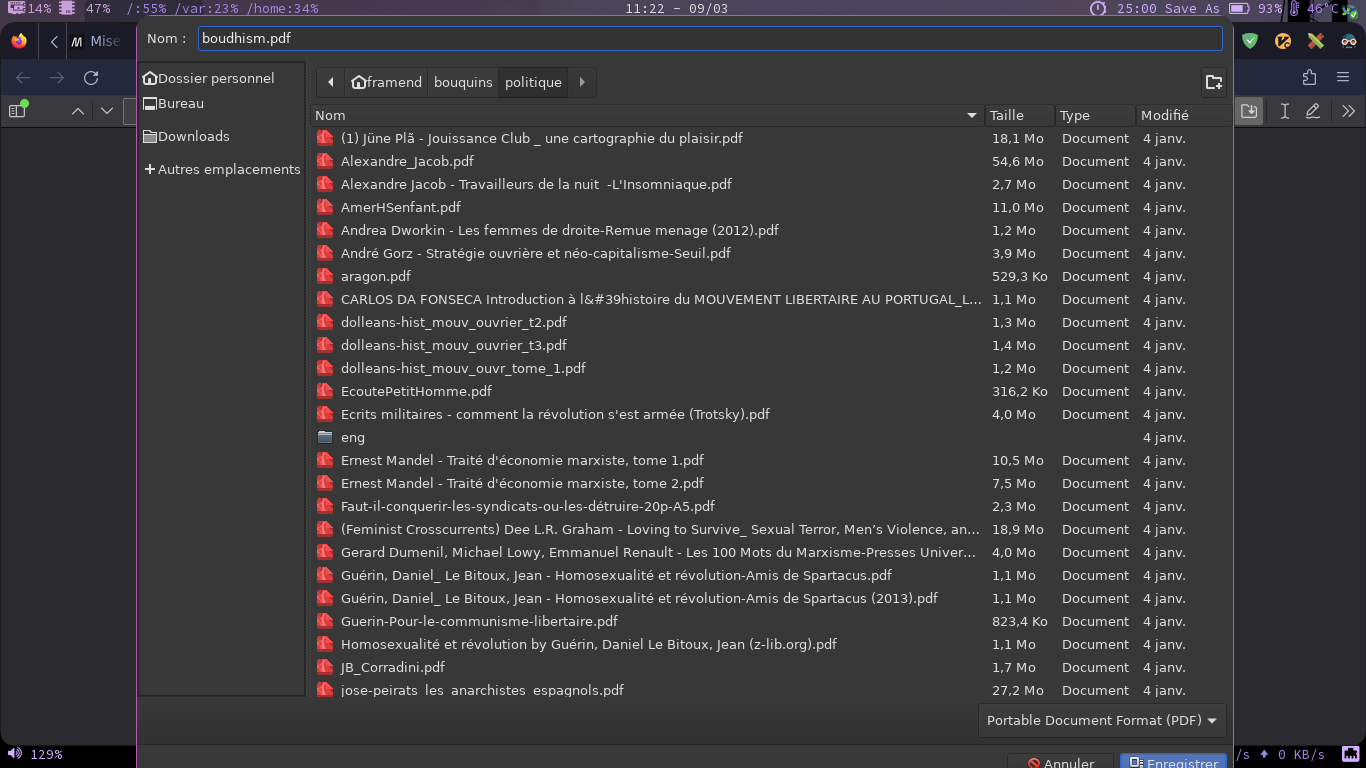 14% 47% /:55% /var:23% /home:34% 11:22 - 09/03 25:00 Save As 93% 46°C
Mise
Nom : boudhism.pdf
Dossier personnel
Bureau
Downloads
Autres emplacements
framend bouquins politique
Nom Taille Type Modifié
(1) Jüne Plã - Jouissance Club _ une cartographie du plaisir.pdf 18,1 Mo Document 4 janv.
Alexandre_Jacob.pdf 54,6 Mo Document 4 janv.
Alexandre Jacob - Travailleurs de la nuit -L'Insomniaque.pdf 2,7 Mo Document 4 janv.
AmerHSenfant.pdf 11,0 Mo Document 4 janv.
Andrea Dworkin - Les femmes de droite-Remue menage (2012).pdf 1,2 Mo Document 4 janv.
André Gorz - Stratégie ouvrière et néo-capitalisme-Seuil.pdf 3,9 Mo Document 4 janv.
aragon.pdf 529,3 Ko Document 4 janv.
CARLOS DA FONSECA Introduction à l&#39histoire du MOUVEMENT LIBERTAIRE AU PORTUGAL_L... 1,1 Mo Document 4 janv.
dolleans-hist_mouv_ouvrier_t2.pdf 1,3 Mo Document 4 janv.
dolleans-hist_mouv_ouvrier_t3.pdf 1,4 Mo Document 4 janv.
dolleans-hist_mouv_ouvr_tome_1.pdf 1,2 Mo Document 4 janv.
EcoutePetitHomme.pdf 316,2 Ko Document 4 janv.
Ecrits militaires - comment la révolution s'est armée (Trotsky).pdf 4,0 Mo Document 4 janv.
eng 4 janv.
Ernest Mandel - Traité d'économie marxiste, tome 1.pdf 10,5 Mo Document 4 janv.
Ernest Mandel - Traité d'économie marxiste, tome 2.pdf 7,5 Mo Document 4 janv.
Faut-il-conquerir-les-syndicats-ou-les-détruire-20p-A5.pdf 2,3 Mo Document 4 janv.
(Feminist Crosscurrents) Dee L.R. Graham - Loving to Survive_ Sexual Terror, Men’s Violence, an... 18,9 Mo Document 4 janv.
Gerard Dumenil, Michael Lowy, Emmanuel Renault - Les 100 Mots du Marxisme-Presses Univer... 4,0 Mo Document 4 janv.
Guérin, Daniel_ Le Bitoux, Jean - Homosexualité et révolution-Amis de Spartacus.pdf 1,1 Mo Document 4 janv.
Guérin, Daniel_ Le Bitoux, Jean - Homosexualité et révolution-Amis de Spartacus (2013).pdf 1,1 Mo Document 4 janv.
Guerin-Pour-le-communisme-libertaire.pdf 823,4 Ko Document 4 janv.
Homosexualité et révolution by Guérin, Daniel Le Bitoux, Jean (z-lib.org).pdf 1,1 Mo Document 4 janv.
JB_Corradini.pdf 1,7 Mo Document 4 janv.
jose-peirats_les_anarchistes_espagnols.pdf 27,2 Mo Document 4 janv.
Portable Document Format (PDF)
129% /s 0 KB/s
Annuler Enregistrer